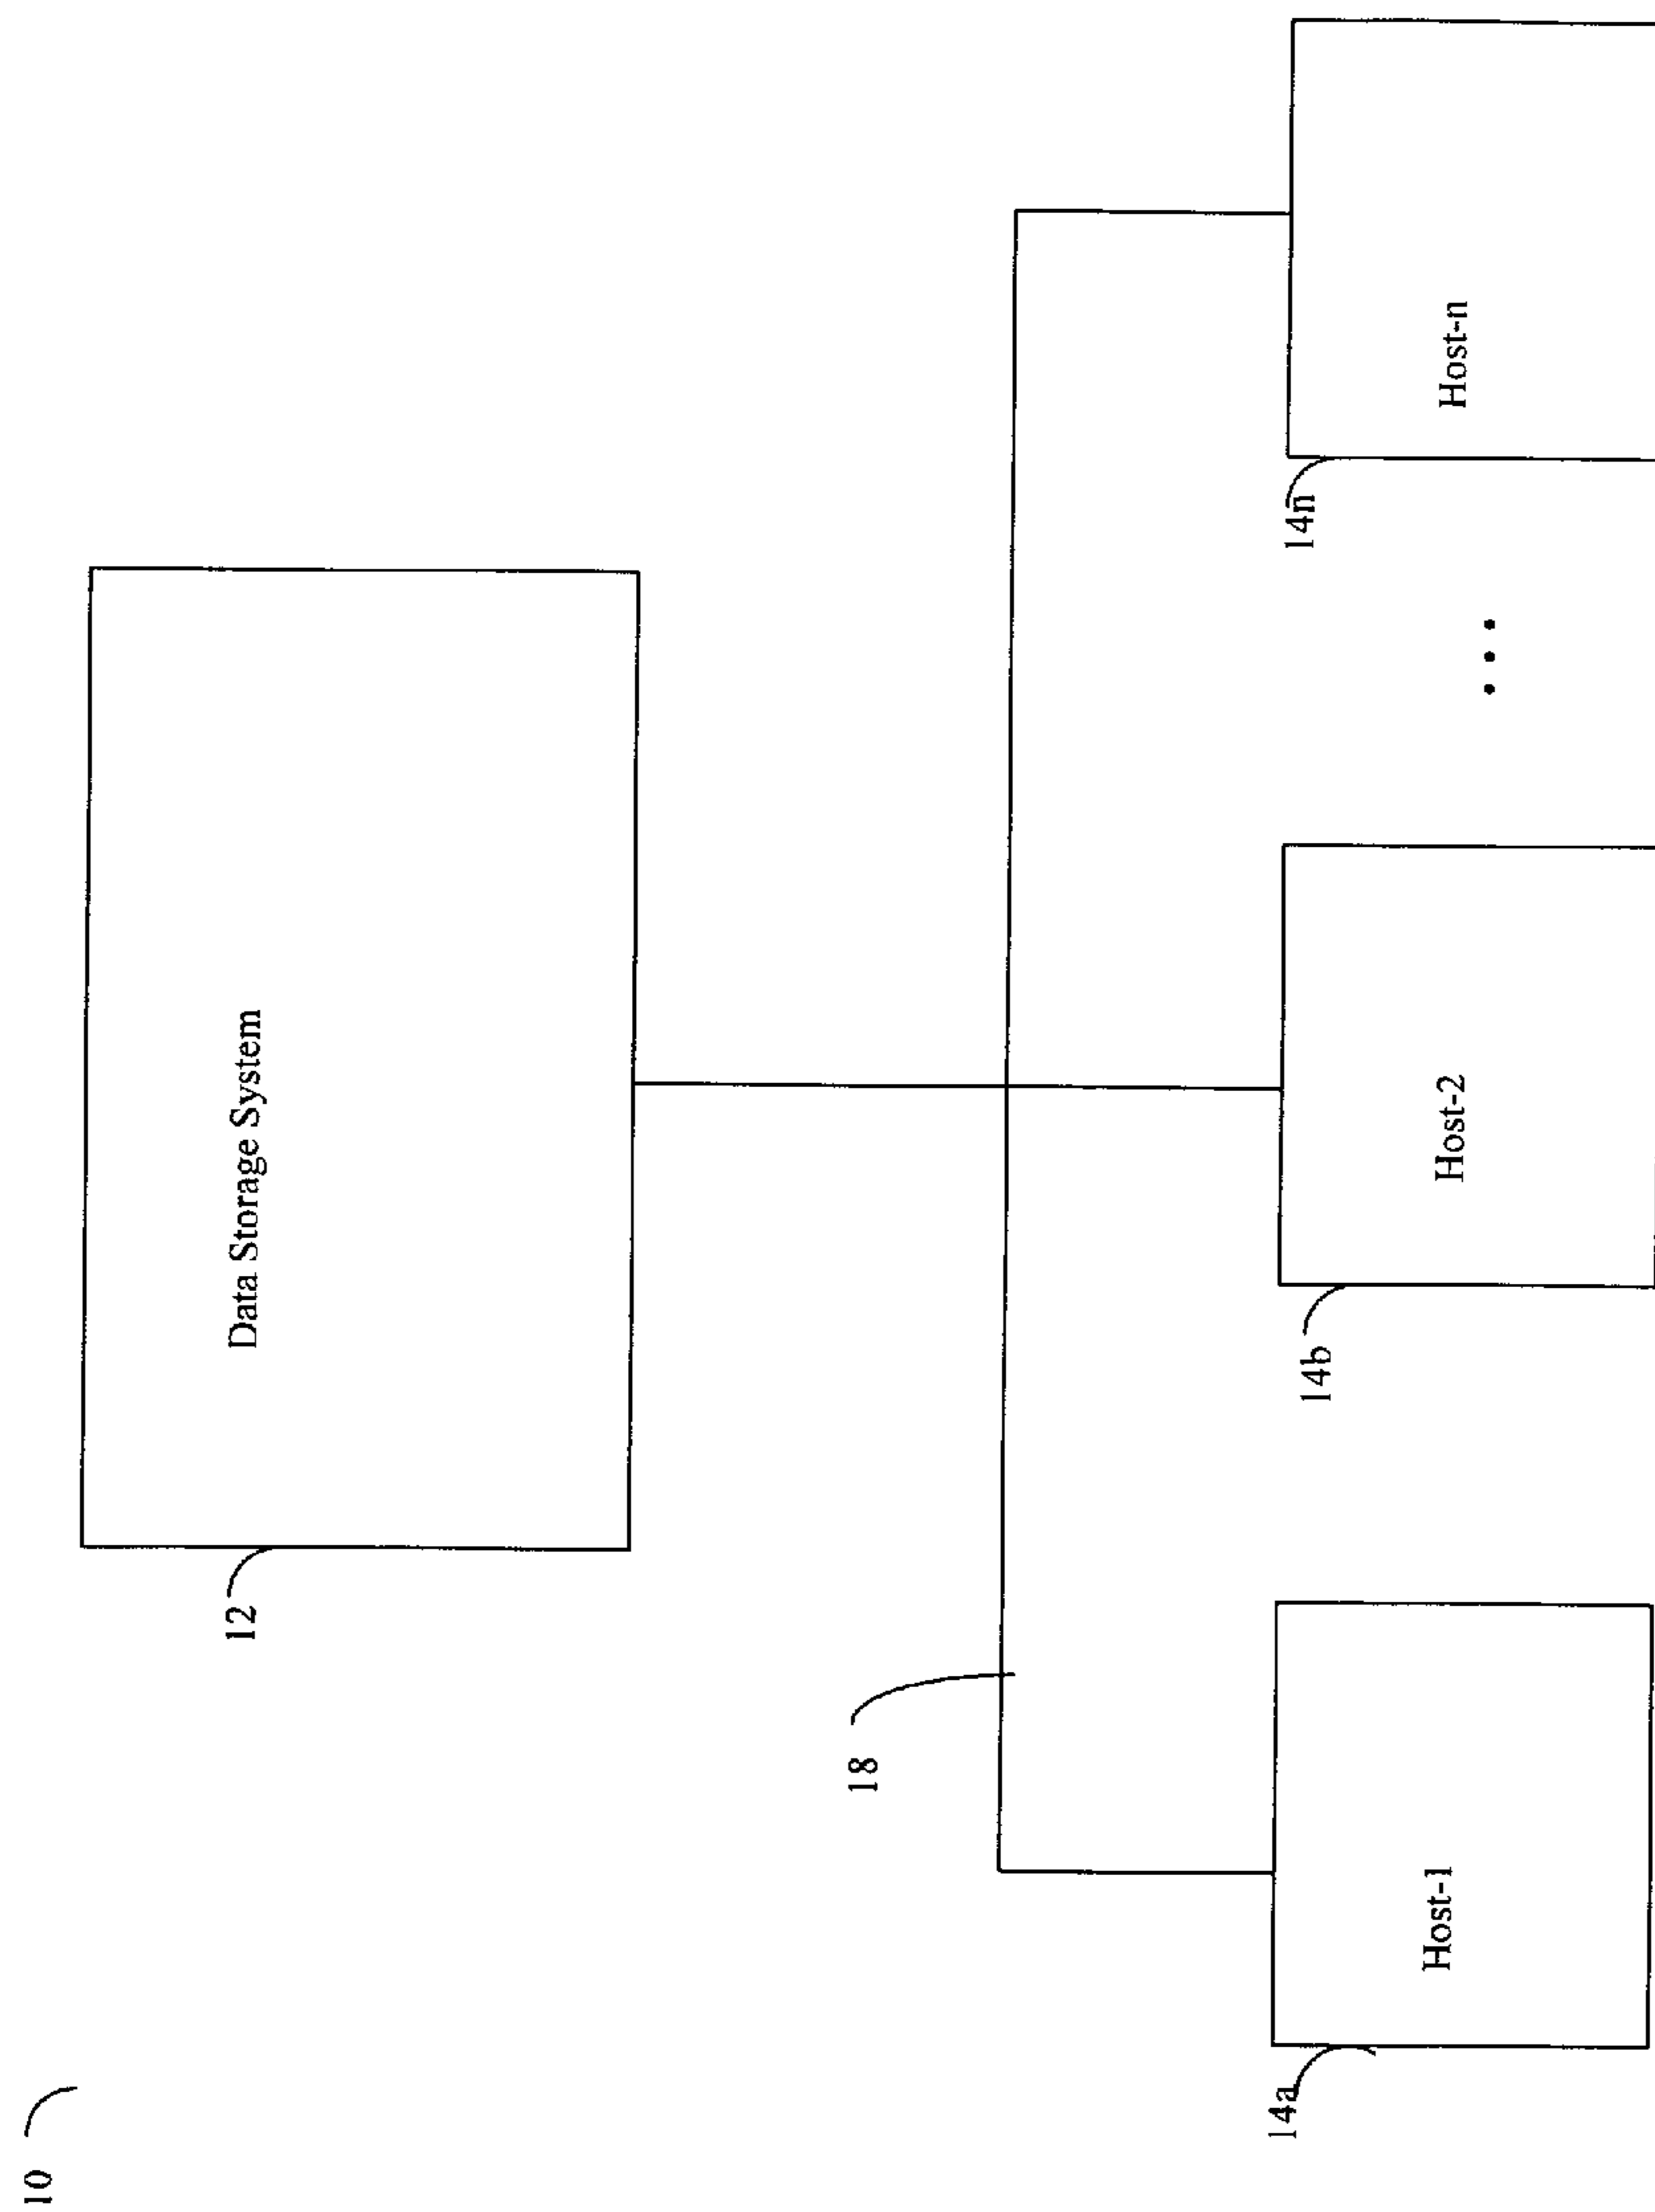 10
12
Data Storage System
18
14a
Host-1
14b
Host-2
...
14n
Host-n